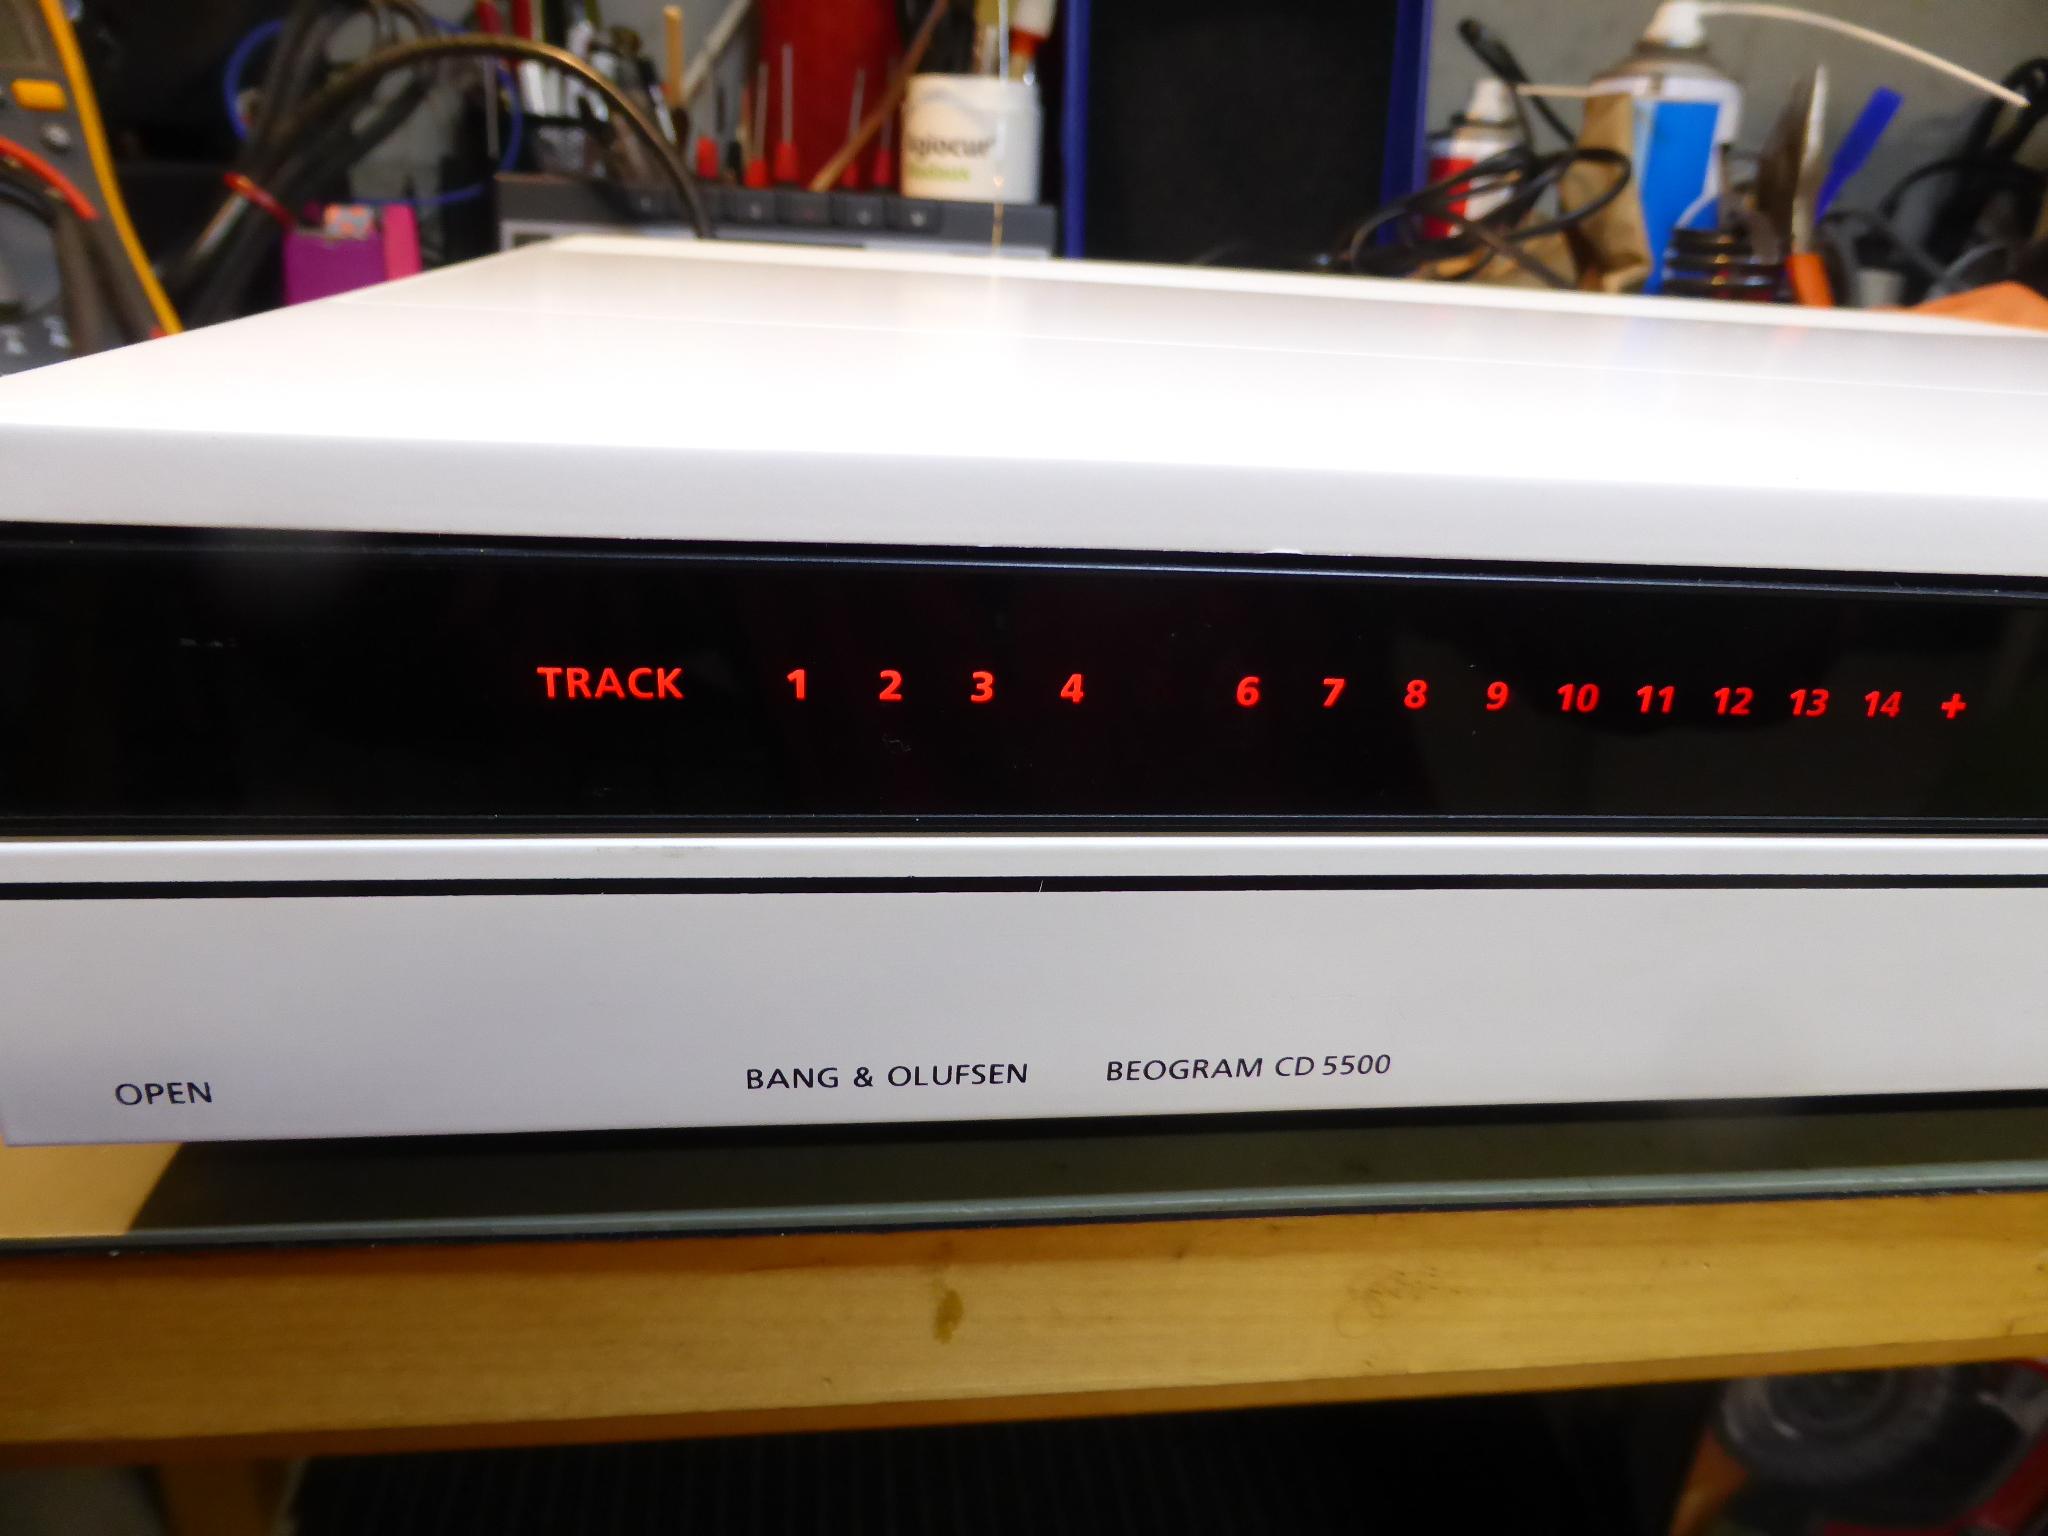 TRACK 1 2 3 4 6 7 8 9 10 11 12 13 14 +
OPEN BANG & OLUFSEN BEOGRAM CD 5500